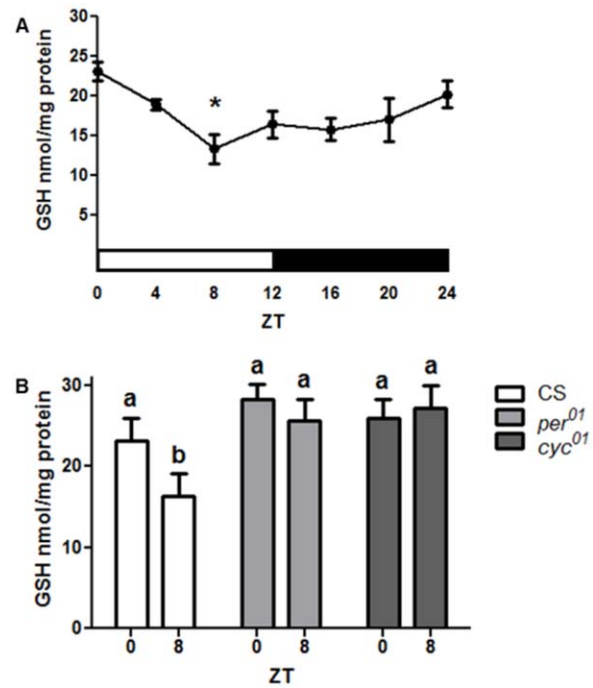 A
GSH nmol/mg protein
30
25
20
15
10
5
*
0 4 8 12 16 20 24
ZT
B
GSH nmol/mg protein
30
20
10
0
a b a a a a
0 8 0 8 0 8
ZT
CS
per01
cyc01